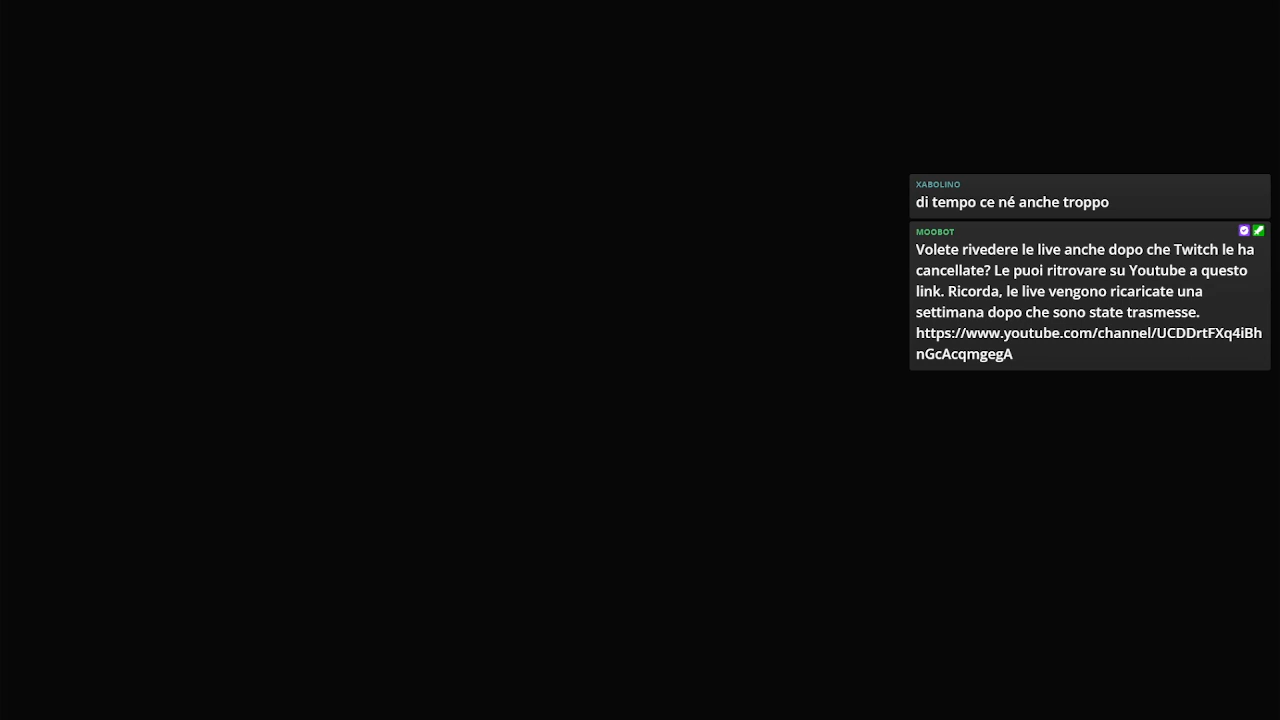 XABOLINO
di tempo ce né anche troppo
MOOBOT
Volete rivedere le live anche dopo che Twitch le ha
cancellate? Le puoi ritrovare su Youtube a questo
link. Ricorda, le live vengono ricaricate una
settimana dopo che sono state trasmesse.
https://www.youtube.com/channel/UCDDrtFXq4iBh
nGcAcqmgegA